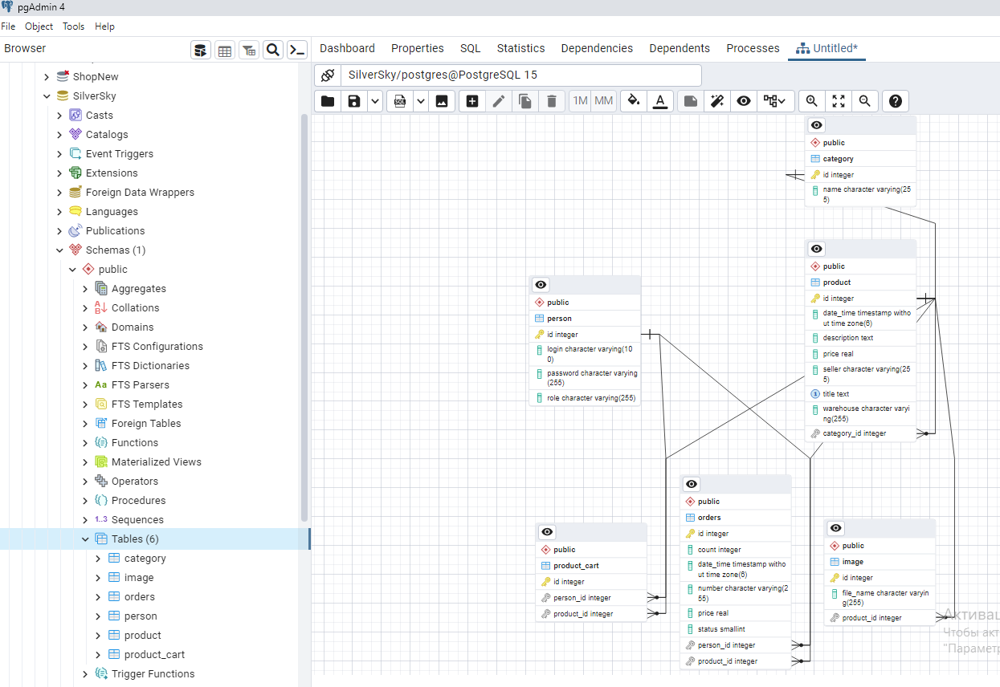 pgAdmin 4
File Object Tools Help
Browser
Dashboard Properties SQL Statistics Dependencies Dependents Processes Untitled*
ShopNew
SilverSky
Casts
Catalogs
Event Triggers
Extensions
Foreign Data Wrappers
Languages
Publications
Schemas (1)
public
Aggregates
Collations
Domains
FTS Configurations
FTS Dictionaries
Aa FTS Parsers
FTS Templates
Foreign Tables
Functions
Materialized Views
Operators
Procedures
1..3 Sequences
Tables (6)
category
image
orders
person
product
product_cart
Trigger Functions
SilverSky/postgres@PostgreSQL 15
SQL 1M MM A
public
category
id integer
name character varying(25
5)
public
product
id integer
date_time timestamp witho
ut time zone(6)
description text
price real
seller character varying(25
5)
title text
warehouse character varyi
ng(255)
category_id integer
public
person
id integer
login character varying(10
0)
password character varying
(255)
role character varying(255)
public
orders
id integer
count integer
date_time timestamp witho
ut time zone(6)
number character varying(2
55)
price real
status smallint
person_id integer
product_id integer
public
product_cart
id integer
person_id integer
product_id integer
public
image
id integer
file_name character varyin
g(255)
product_id integer
Активац
Чтобы акт
"Параметр